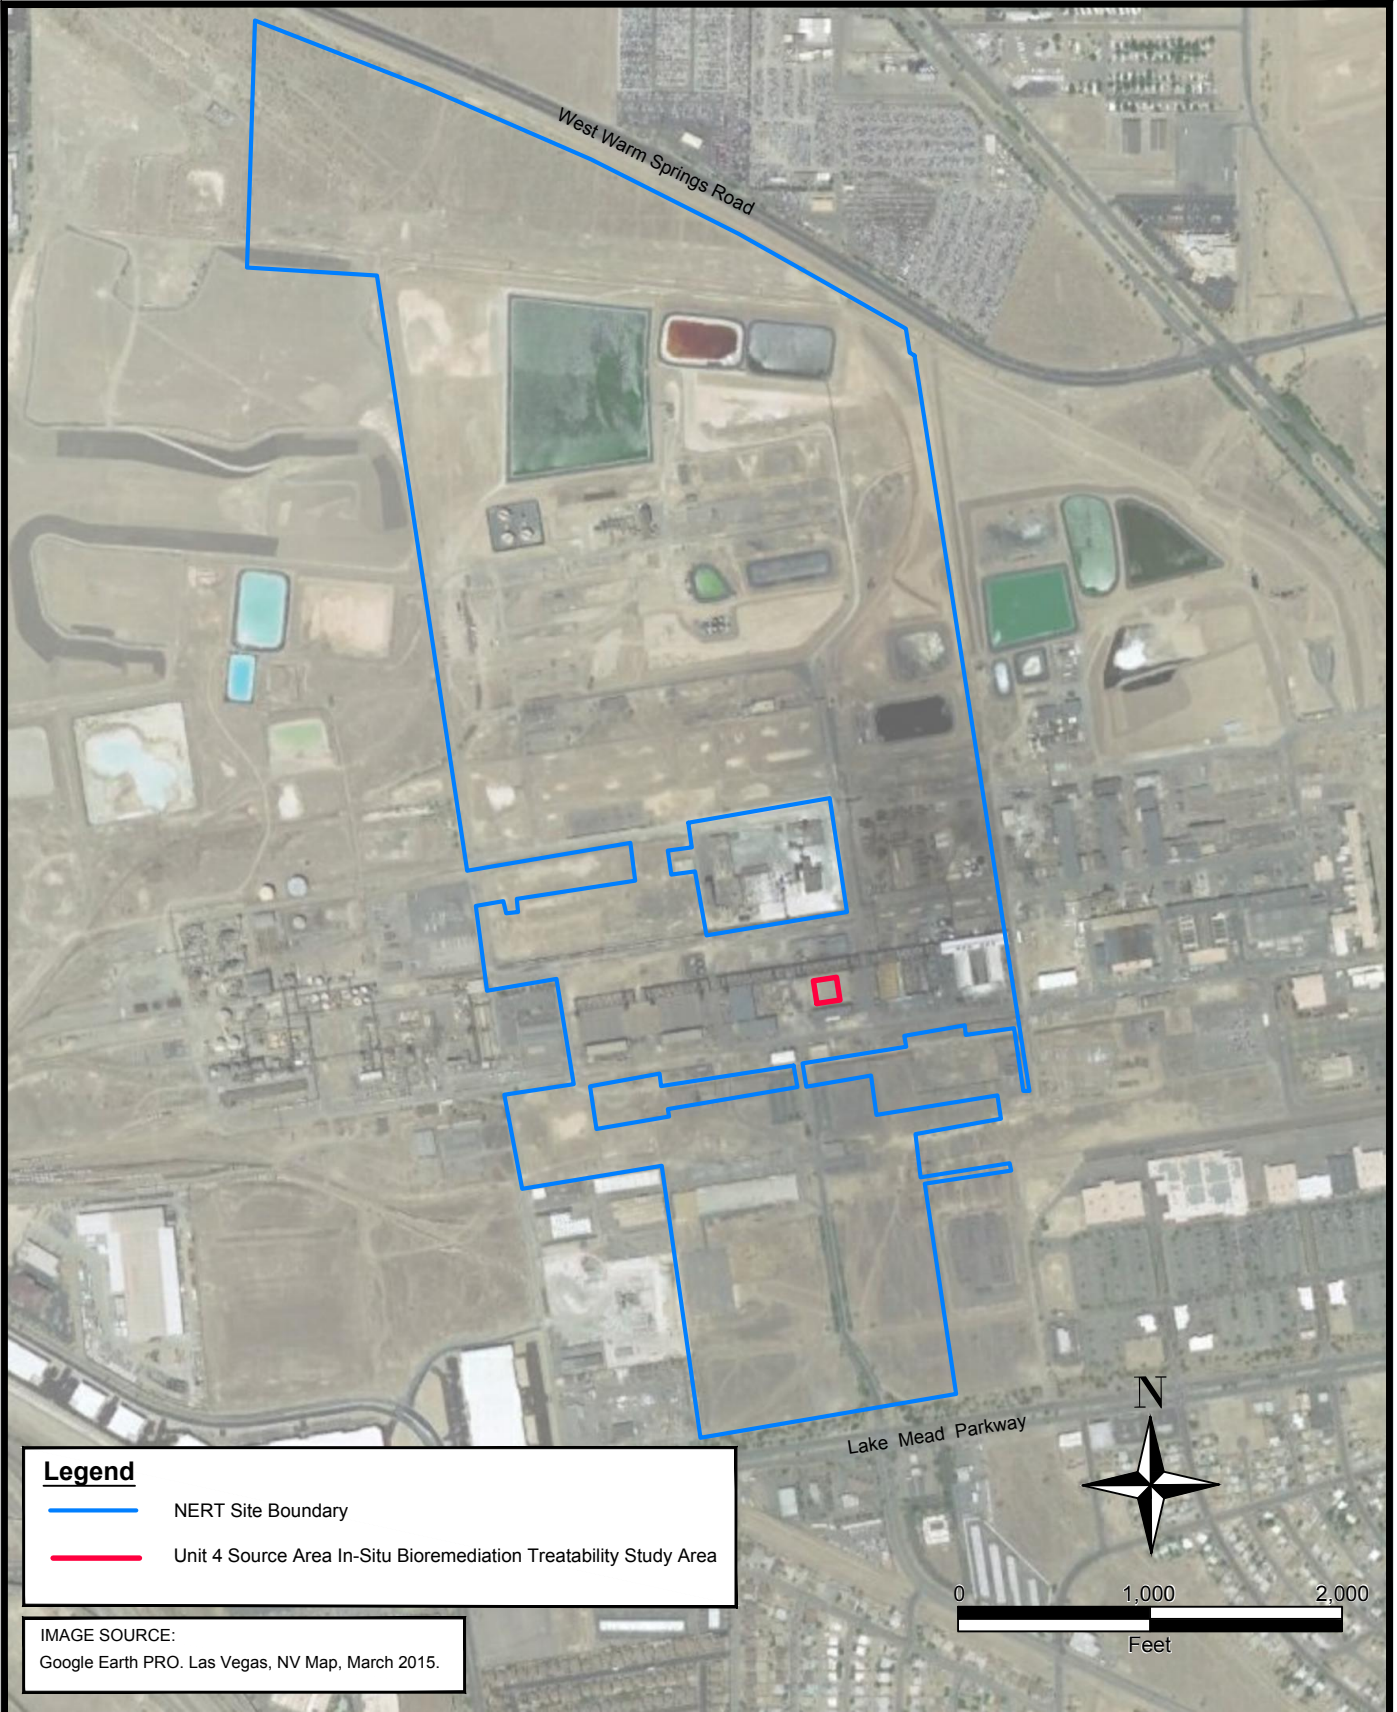 West Warm Springs Road
Lake Mead Parkway
N
Legend
NERT Site Boundary
Unit 4 Source Area In-Situ Bioremediation Treatability Study Area
0 1,000 2,000
Feet
IMAGE SOURCE:
Google Earth PRO. Las Vegas, NV Map, March 2015.